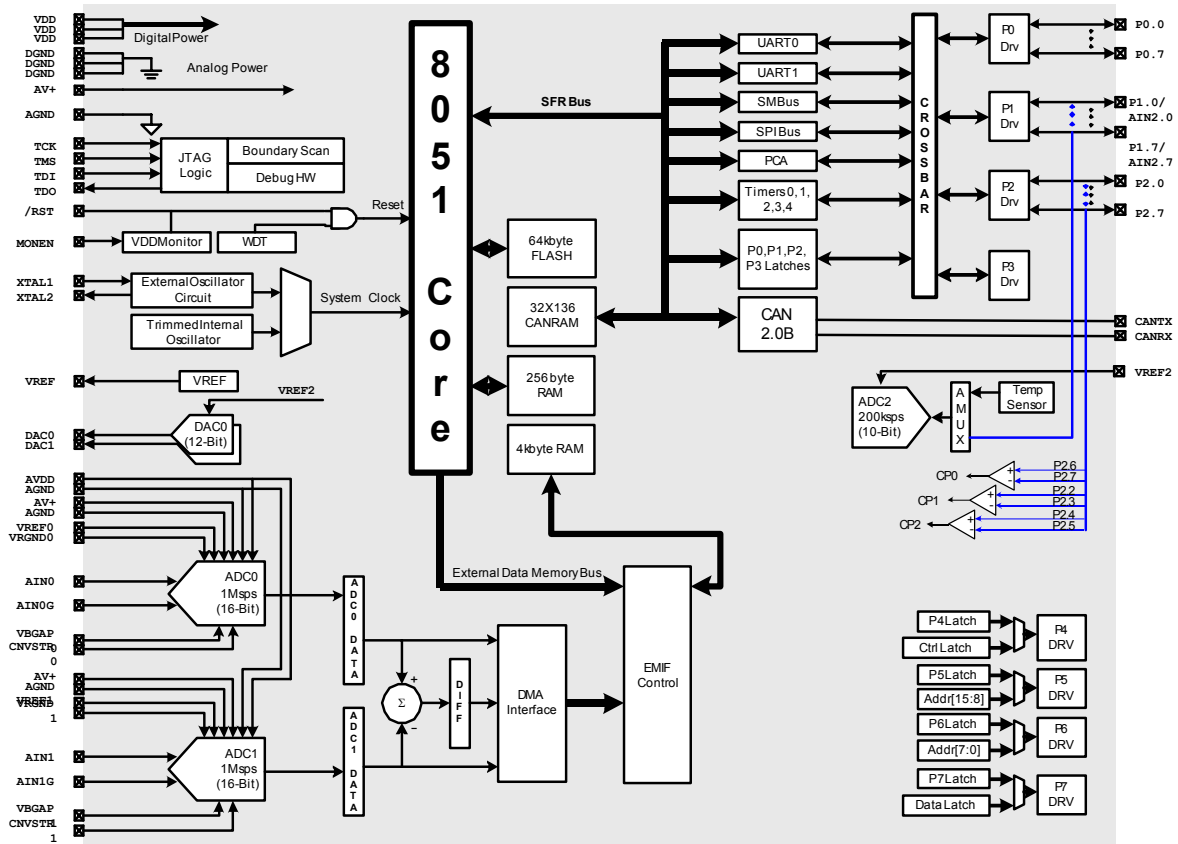 VDD
VDD
VDD
Digital Power
DGND
DGND
DGND
Analog Power
AV+
AGND
TCK
TMS
TDI
TDO
JTAG
Logic
Boundary Scan
Debug HW
/RST
Reset
MONEN
VDD Monitor
WDT
XTAL1
XTAL2
External Oscillator
Circuit
System Clock
Trimmed Internal
Oscillator
VREF
VREF
VREF2
DAC0
DAC1
DAC0
(12-Bit)
AVDD
AGND
AV+
AGND
VREF0
VRGND0
AIN0
AIN0G
VBGAP
0
CNVSTR
0
ADC0
1Msps
(16-Bit)
AV+
AGND
VREF1
VRGND
1
AIN1
AIN1G
VBGAP
1
CNVSTR
1
ADC1
1Msps
(16-Bit)
8051 Core
SFR Bus
64kbyte
FLASH
32X136
CANRAM
256 byte
RAM
4kbyte RAM
External Data Memory Bus
ADC0 DATA
ADC1 DATA
+
Σ
−
DIFF
DMA
Interface
EMIF
Control
UART0
UART1
SMBus
SPI Bus
PCA
Timers 0, 1,
2,3,4
P0, P1, P2,
P3 Latches
CAN
2.0B
CROSSBAR
P0
Drv
P1
Drv
P2
Drv
P3
Drv
P0.0
P0.7
P1.0/
AIN2.0
P1.7/
AIN2.7
P2.0
P2.7
CANTX
CANRX
VREF2
ADC2
200ksps
(10-Bit)
AMUX
Temp
Sensor
CP0
+
-
P2.6
P2.7
CP1
+
-
P2.2
P2.3
CP2
+
-
P2.4
P2.5
P4 Latch
Ctrl Latch
P4
DRV
P5 Latch
Addr[15:8]
P5
DRV
P6 Latch
Addr[7:0]
P6
DRV
P7 Latch
Data Latch
P7
DRV